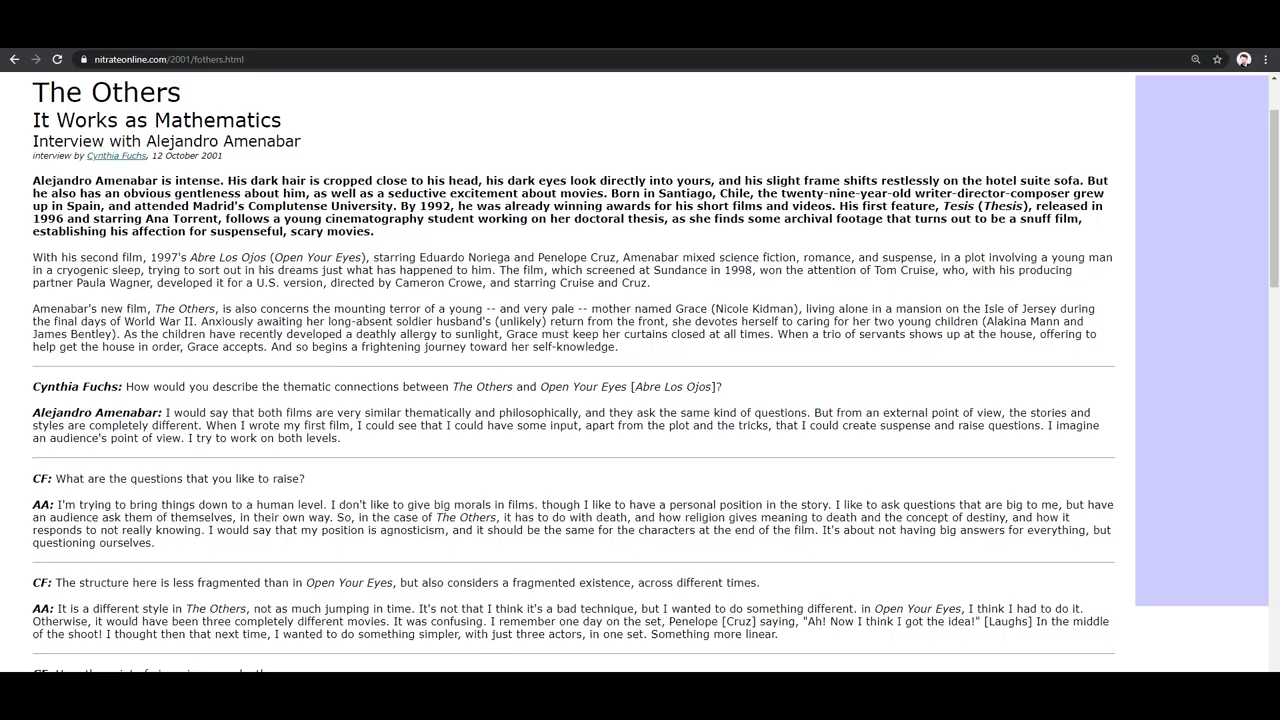 nitrateonline.com/2001/fothers.html
The Others
It Works as Mathematics
Interview with Alejandro Amenabar
interview by Cynthia Fuchs, 12 October 2001
Alejandro Amenabar is intense. His dark hair is cropped close to his head, his dark eyes look directly into yours, and his slight frame shifts restlessly on the hotel suite sofa. But
he also has an obvious gentleness about him, as well as a seductive excitement about movies. Born in Santiago, Chile, the twenty-nine-year-old writer-director-composer grew
up in Spain, and attended Madrid's Complutense University. By 1992, he was already winning awards for his short films and videos. His first feature, Tesis (Thesis), released in
1996 and starring Ana Torrent, follows a young cinematography student working on her doctoral thesis, as she finds some archival footage that turns out to be a snuff film,
establishing his affection for suspenseful, scary movies.
With his second film, 1997's Abre Los Ojos (Open Your Eyes), starring Eduardo Noriega and Penelope Cruz, Amenabar mixed science fiction, romance, and suspense, in a plot involving a young man
in a cryogenic sleep, trying to sort out in his dreams just what has happened to him. The film, which screened at Sundance in 1998, won the attention of Tom Cruise, who, with his producing
partner Paula Wagner, developed it for a U.S. version, directed by Cameron Crowe, and starring Cruise and Cruz.
Amenabar's new film, The Others, is also concerns the mounting terror of a young -- and very pale -- mother named Grace (Nicole Kidman), living alone in a mansion on the Isle of Jersey during
the final days of World War II. Anxiously awaiting her long-absent soldier husband's (unlikely) return from the front, she devotes herself to caring for her two young children (Alakina Mann and
James Bentley). As the children have recently developed a deathly allergy to sunlight, Grace must keep her curtains closed at all times. When a trio of servants shows up at the house, offering to
help get the house in order, Grace accepts. And so begins a frightening journey toward her self-knowledge.
Cynthia Fuchs: How would you describe the thematic connections between The Others and Open Your Eyes [Abre Los Ojos]?
Alejandro Amenabar: I would say that both films are very similar thematically and philosophically, and they ask the same kind of questions. But from an external point of view, the stories and
styles are completely different. When I wrote my first film, I could see that I could have some input, apart from the plot and the tricks, that I could create suspense and raise questions. I imagine
an audience's point of view. I try to work on both levels.
CF: What are the questions that you like to raise?
AA: I'm trying to bring things down to a human level. I don't like to give big morals in films. though I like to have a personal position in the story. I like to ask questions that are big to me, but have
an audience ask them of themselves, in their own way. So, in the case of The Others, it has to do with death, and how religion gives meaning to death and the concept of destiny, and how it
responds to not really knowing. I would say that my position is agnosticism, and it should be the same for the characters at the end of the film. It's about not having big answers for everything, but
questioning ourselves.
CF: The structure here is less fragmented than in Open Your Eyes, but also considers a fragmented existence, across different times.
AA: It is a different style in The Others, not as much jumping in time. It's not that I think it's a bad technique, but I wanted to do something different. in Open Your Eyes, I think I had to do it.
Otherwise, it would have been three completely different movies. It was confusing. I remember one day on the set, Penelope [Cruz] saying, "Ah! Now I think I got the idea!" [Laughs] In the middle
of the shoot! I thought then that next time, I wanted to do something simpler, with just three actors, in one set. Something more linear.